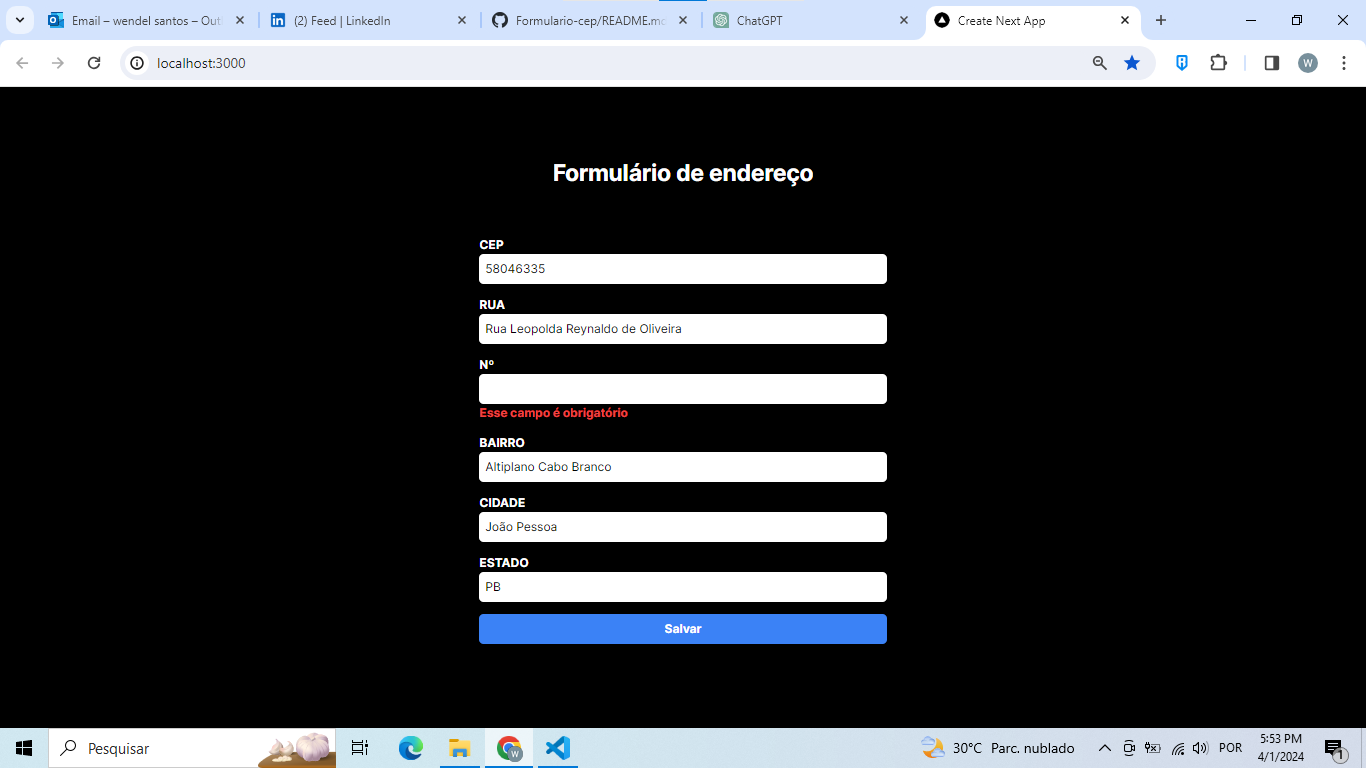 Email – wendel santos – Out
(2) Feed | LinkedIn
Formulario-cep/README.m
ChatGPT
Create Next App
localhost:3000
W
Formulário de endereço
CEP
58046335
RUA
Rua Leopolda Reynaldo de Oliveira
Nº
Esse campo é obrigatório
BAIRRO
Altiplano Cabo Branco
CIDADE
João Pessoa
ESTADO
PB
Salvar
Pesquisar
W
30°C Parc. nublado
POR
5:53 PM
4/1/2024
1